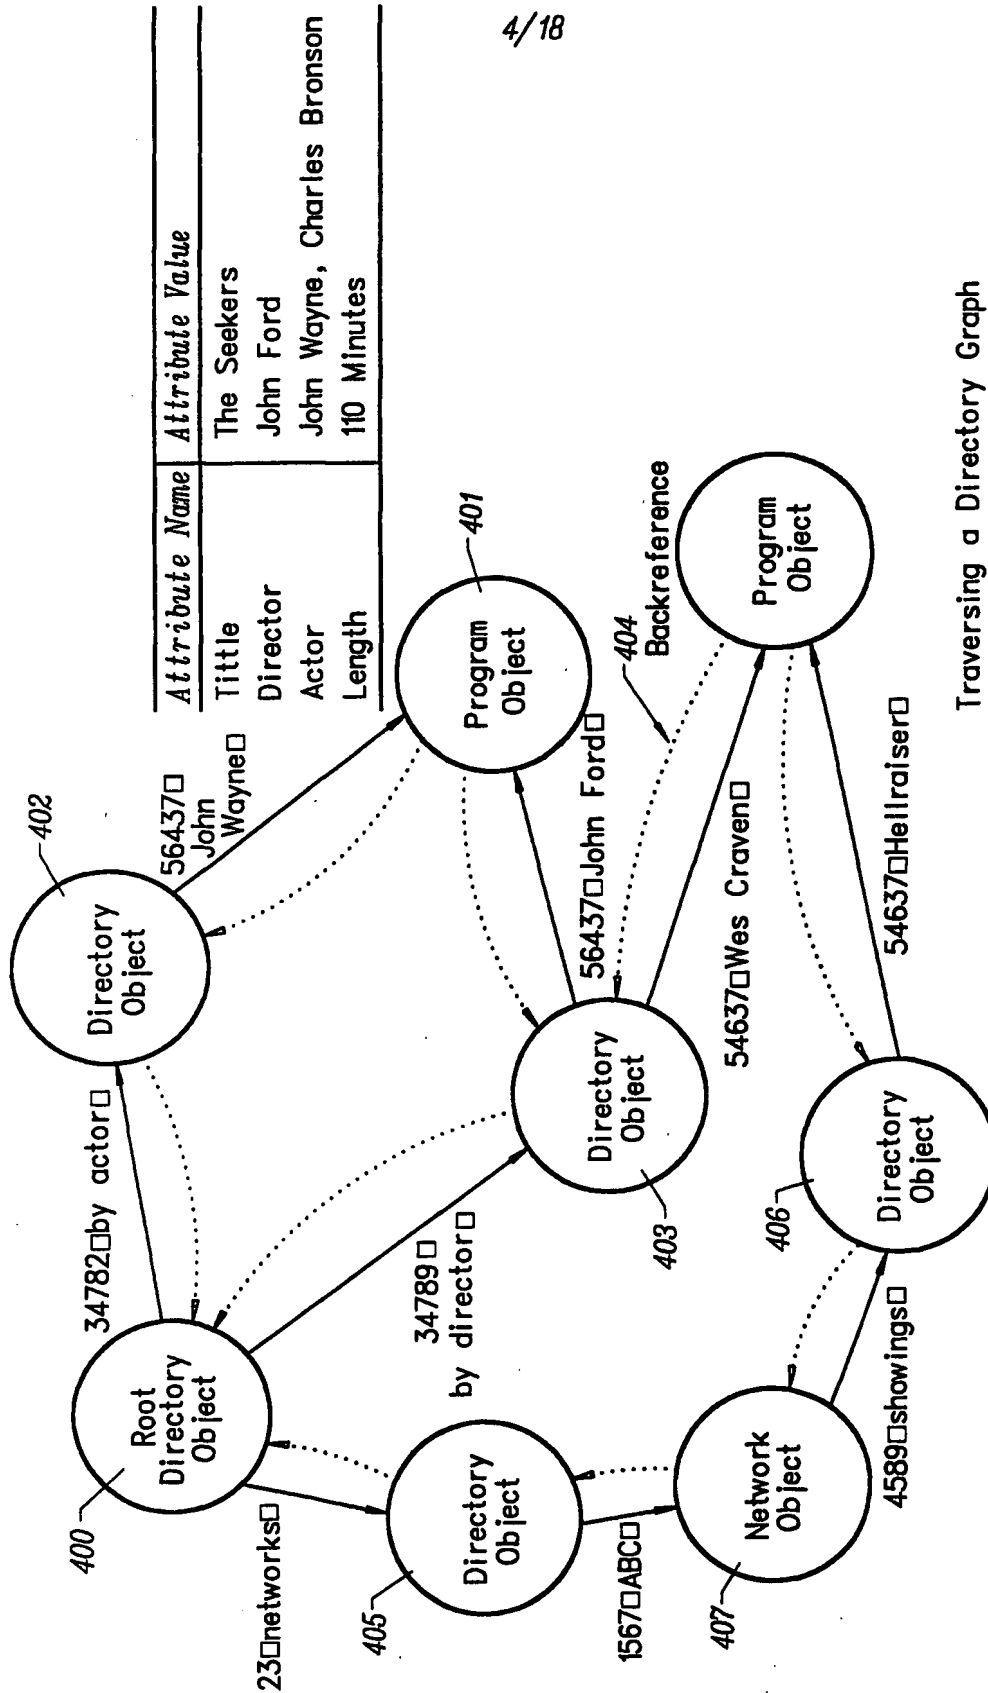 4/18
Attribute Name Attribute Value
Tittle The Seekers
Director John Ford
Actor John Wayne, Charles Bronson
Length 110 Minutes
402
Directory
Object
56437□
John
Wayne□
401
Program
Object
34782□by actor□
400
Root
Directory
Object
34789□
by director□
403
Directory
Object
56437□John Ford□
404
Backreference
Program
Object
54637□Wes Craven□
23□networks□
405
Directory
Object
1567□ABC□
407
Network
Object
4589□showings□
406
Directory
Object
54637□Hellraiser□
Traversing a Directory Graph